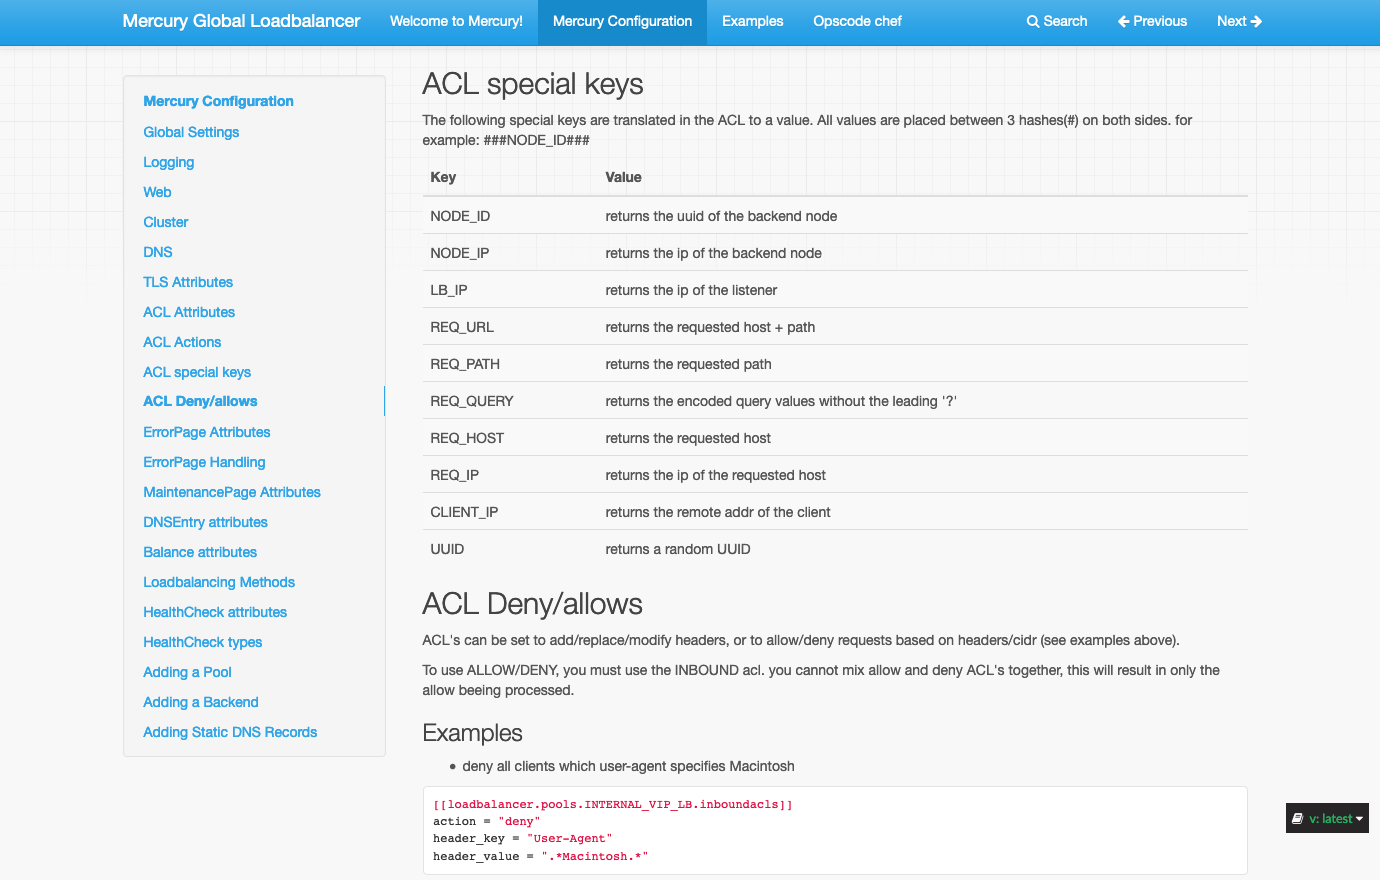 Mercury Global Loadbalancer Welcome to Mercury! Mercury Configuration Examples Opscode chef Search Previous Next
Mercury Configuration
Global Settings
Logging
Web
Cluster
DNS
TLS Attributes
ACL Attributes
ACL Actions
ACL special keys
ACL Deny/allows
ErrorPage Attributes
ErrorPage Handling
MaintenancePage Attributes
DNSEntry attributes
Balance attributes
Loadbalancing Methods
HealthCheck attributes
HealthCheck types
Adding a Pool
Adding a Backend
Adding Static DNS Records
ACL special keys
The following special keys are translated in the ACL to a value. All values are placed between 3 hashes(#) on both sides. for
example: ###NODE_ID###
Key Value
NODE_ID returns the uuid of the backend node
NODE_IP returns the ip of the backend node
LB_IP returns the ip of the listener
REQ_URL returns the requested host + path
REQ_PATH returns the requested path
REQ_QUERY returns the encoded query values without the leading '?'
REQ_HOST returns the requested host
REQ_IP returns the ip of the requested host
CLIENT_IP returns the remote addr of the client
UUID returns a random UUID
ACL Deny/allows
ACL's can be set to add/replace/modify headers, or to allow/deny requests based on headers/cidr (see examples above).
To use ALLOW/DENY, you must use the INBOUND acl. you cannot mix allow and deny ACL's together, this will result in only the
allow beeing processed.
Examples
• deny all clients which user-agent specifies Macintosh
[[loadbalancer.pools.INTERNAL_VIP_LB.inboundacls]]
action = "deny"
header_key = "User-Agent"
header_value = ".*Macintosh.*"
v: latest